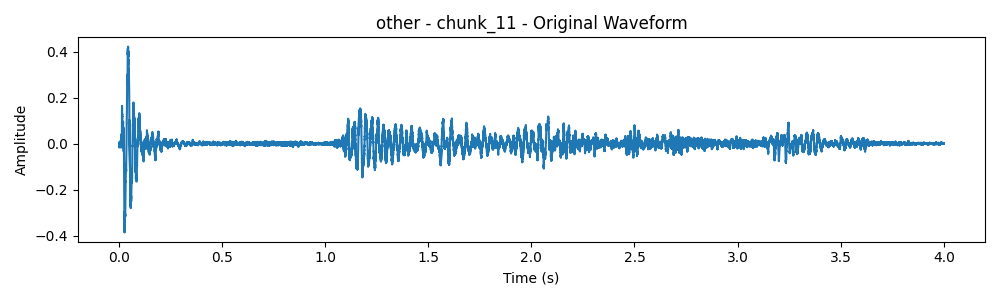 other - chunk_11 - Original Waveform
Amplitude
0.4
0.2
0.0
−0.2
−0.4
0.0 0.5 1.0 1.5 2.0 2.5 3.0 3.5 4.0
Time (s)